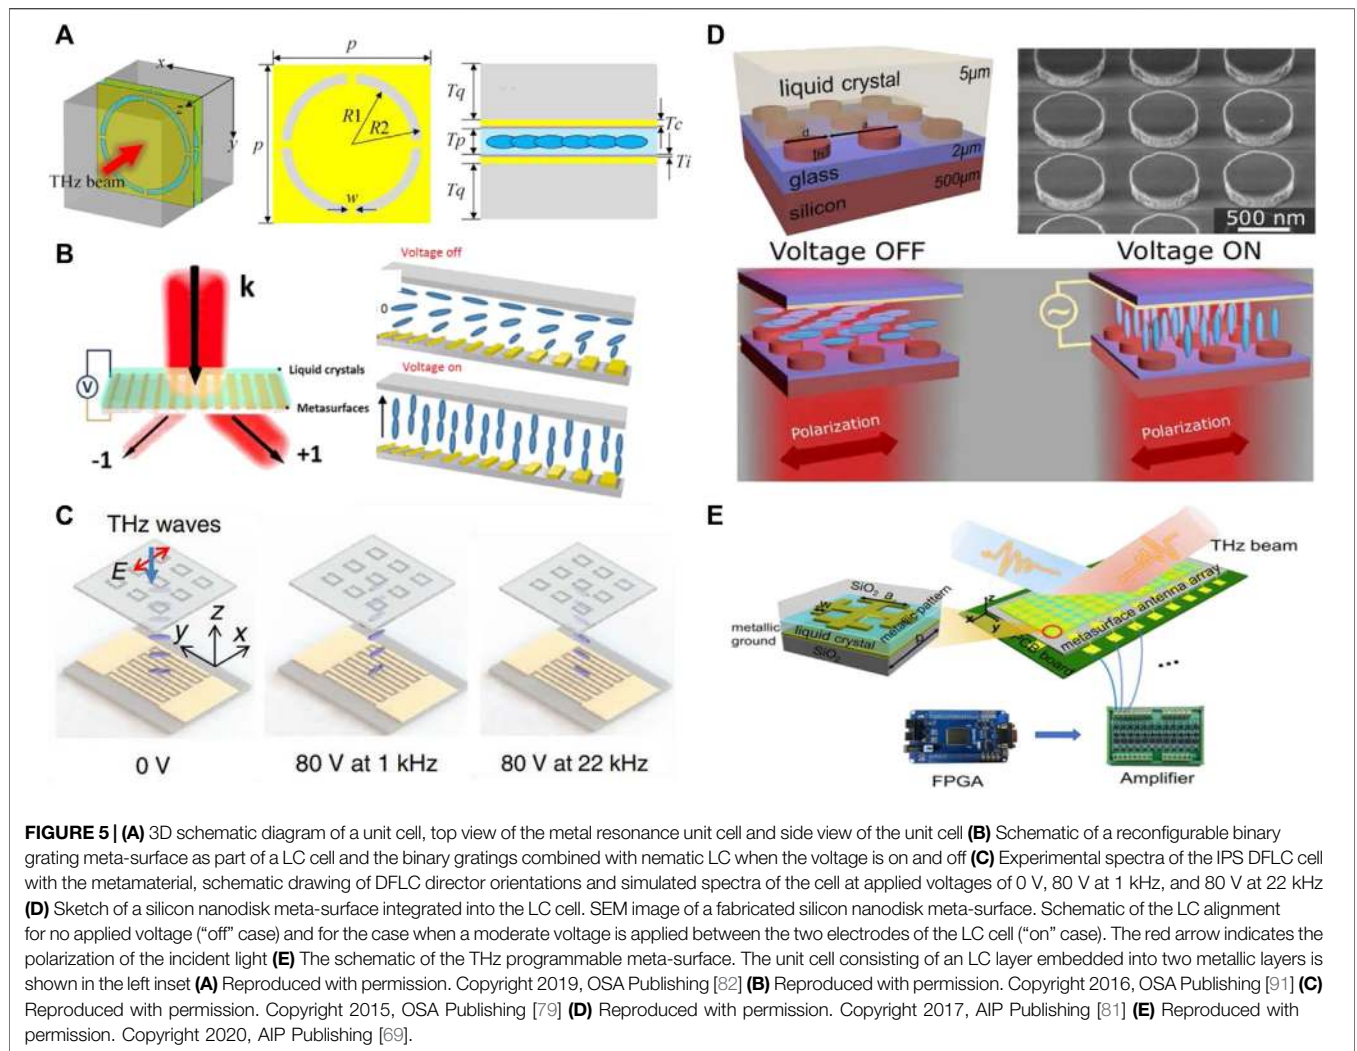 A
x
z
y
THz beam
p
p
R1
R2
w
Tq
Tp
Tq
Tc
Ti
B
k
V
Liquid crystals
Metasurfaces
-1
+1
Voltage off
0
Voltage on
C
THz waves
E
z
y
x
0 V
80 V at 1 kHz
80 V at 22 kHz
D
liquid crystal
5µm
d
a
h
2µm
glass
500µm
silicon
500 nm
Voltage OFF
Voltage ON
Polarization
Polarization
E
THz beam
SiO2
a
metallic pattern
metallic
ground
liquid crystal
SiO2
z
x
y
metasurface antenna array
PCB board
...
FPGA
Amplifier
FIGURE 5 | (A) 3D schematic diagram of a unit cell, top view of the metal resonance unit cell and side view of the unit cell (B) Schematic of a reconfigurable binary
grating meta-surface as part of a LC cell and the binary gratings combined with nematic LC when the voltage is on and off (C) Experimental spectra of the IPS DFLC cell
with the metamaterial, schematic drawing of DFLC director orientations and simulated spectra of the cell at applied voltages of 0 V, 80 V at 1 kHz, and 80 V at 22 kHz
(D) Sketch of a silicon nanodisk meta-surface integrated into the LC cell. SEM image of a fabricated silicon nanodisk meta-surface. Schematic of the LC alignment
for no applied voltage (“off” case) and for the case when a moderate voltage is applied between the two electrodes of the LC cell (“on” case). The red arrow indicates the
polarization of the incident light (E) The schematic of the THz programmable meta-surface. The unit cell consisting of an LC layer embedded into two metallic layers is
shown in the left inset (A) Reproduced with permission. Copyright 2019, OSA Publishing [82] (B) Reproduced with permission. Copyright 2016, OSA Publishing [91] (C)
Reproduced with permission. Copyright 2015, OSA Publishing [79] (D) Reproduced with permission. Copyright 2017, AIP Publishing [81] (E) Reproduced with
permission. Copyright 2020, AIP Publishing [69].